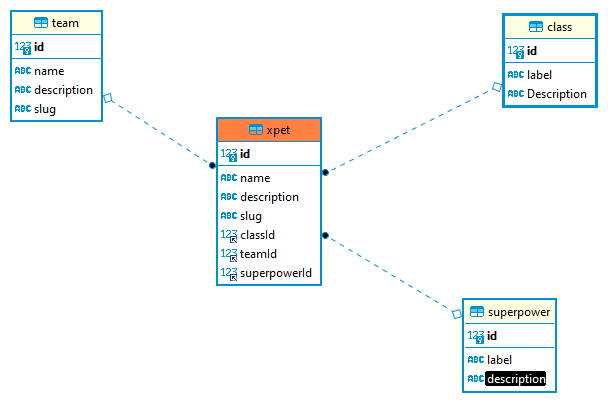 team
123 id
ABC name
ABC description
ABC slug
class
123 id
ABC label
ABC Description
xpet
123 id
ABC name
ABC description
ABC slug
123 classId
123 teamId
123 superpowerId
superpower
123 id
ABC label
ABC description